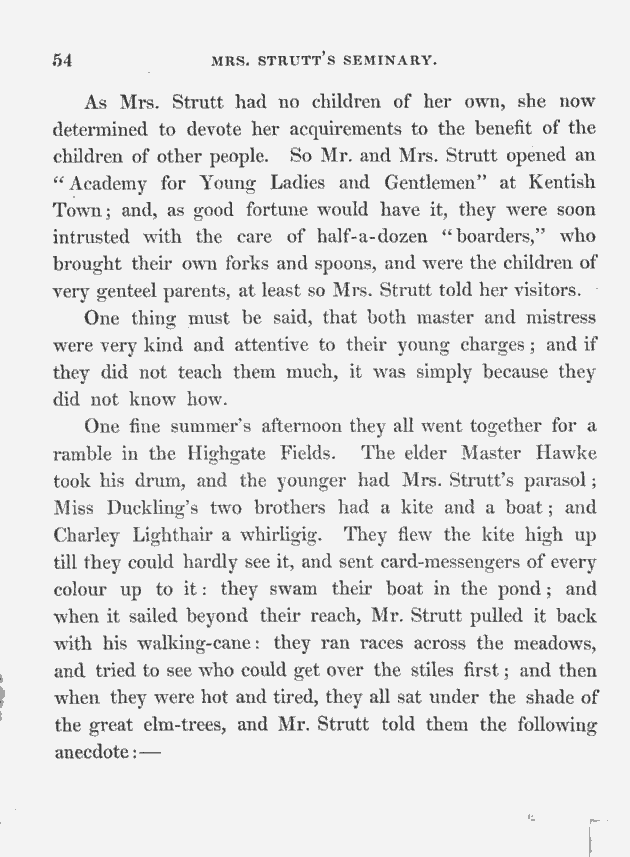 54 MRS. STRUTT'S SEMINARY.
As Mrs. Strutt had no children of her own, she now
determined to devote her acquirements to the benefit of the
children of other people. So Mr. and Mrs. Strutt opened an
“Academy for Young Ladies and Gentlemen” at Kentish
Town; and, as good fortune would have it, they were soon
intrusted with the care of half-a-dozen “boarders,” who
brought their own forks and spoons, and were the children of
very genteel parents, at least so Mrs. Strutt told her visitors.
One thing must be said, that both master and mistress
were very kind and attentive to their young charges; and if
they did not teach them much, it was simply because they
did not know how.
One fine summer's afternoon they all went together for a
ramble in the Highgate Fields. The elder Master Hawke
took his drum, and the younger had Mrs. Strutt's parasol;
Miss Duckling's two brothers had a kite and a boat; and
Charley Lighthair a whirligig. They flew the kite high up
till they could hardly see it, and sent card-messengers of every
colour up to it: they swam their boat in the pond; and
when it sailed beyond their reach, Mr. Strutt pulled it back
with his walking-cane: they ran races across the meadows,
and tried to see who could get over the stiles first; and then
when they were hot and tired, they all sat under the shade of
the great elm-trees, and Mr. Strutt told them the following
anecdote:—